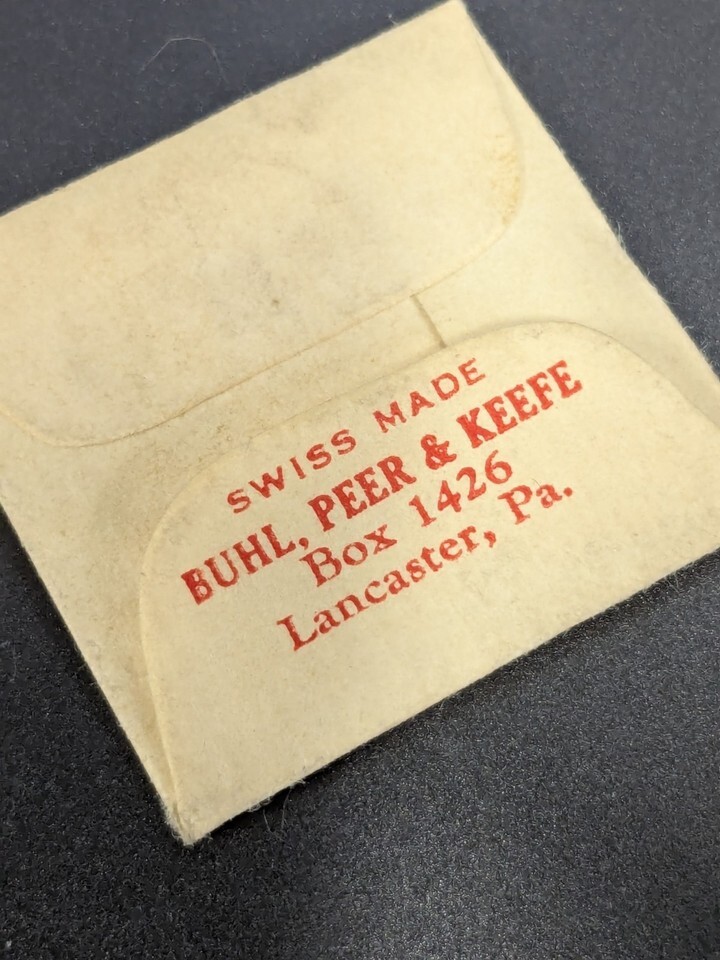 SWISS MADE
BUHL, PEER & KEEFE
Box 1426
Lancaster, Pa.